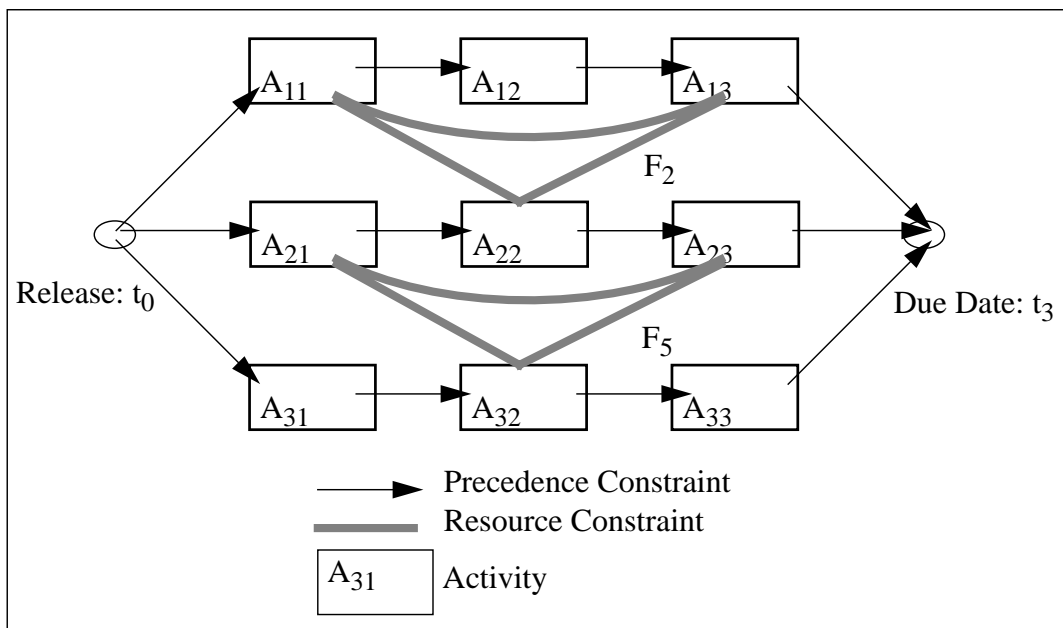 A11
A12
A13
F2
A21
A22
A23
Release: t0
Due Date: t3
F5
A31
A32
A33
Precedence Constraint
Resource Constraint
A31
Activity